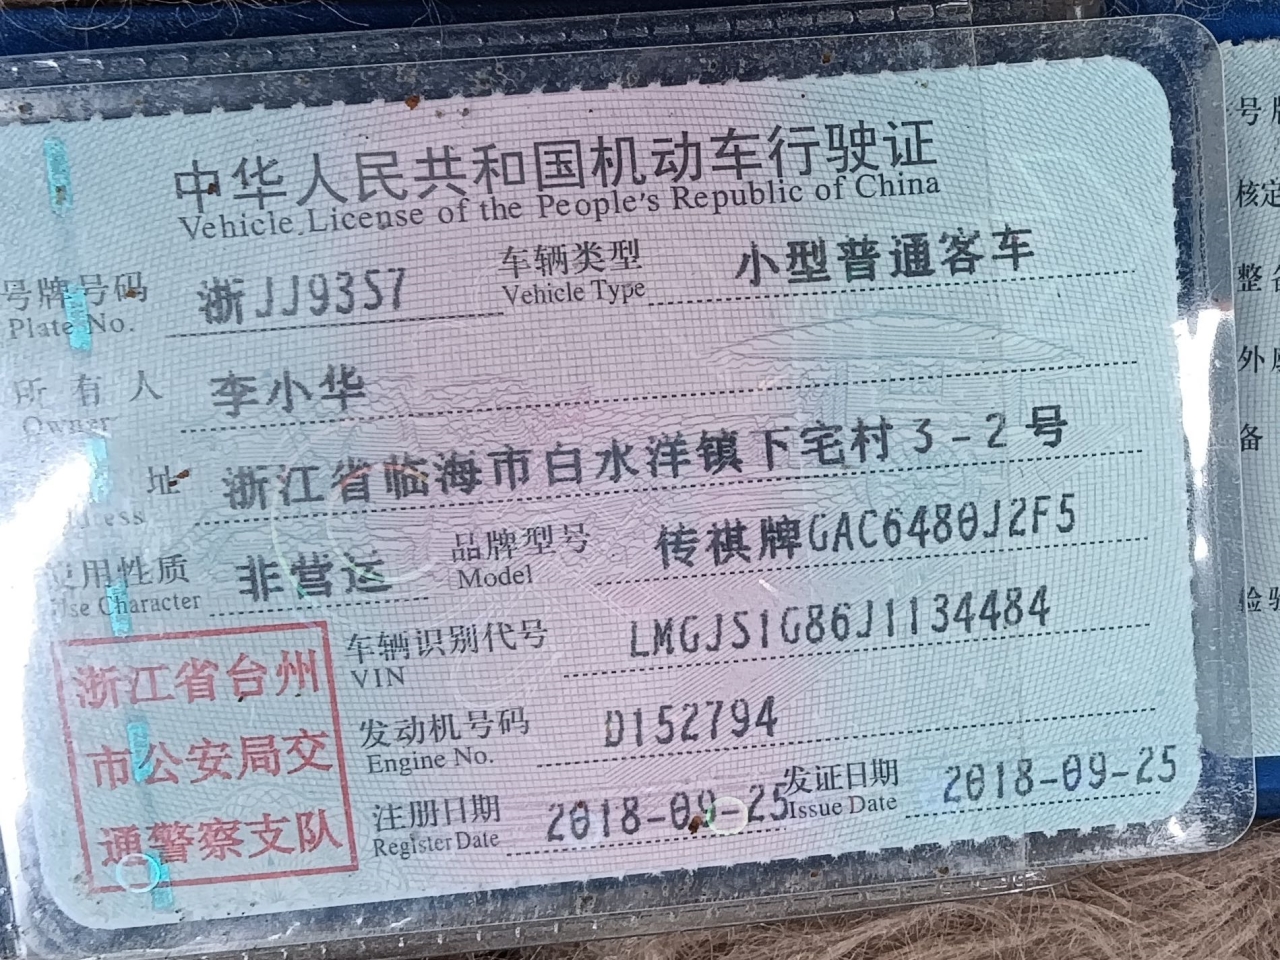 中华人民共和国机动车行驶证
Vehicle License of the People's Republic of China
号牌号码 浙JJ93S7 车辆类型 小型普通客车
Plate No. Vehicle Type
所有人 李小华
Owner
址 浙江省临海市白水洋镇下宅村3-2号
使用性质 非营运 品牌型号 传祺牌GAC6480J2F5
Use Character Model
车辆识别代号 LMGJS1G86J1134484
VIN
发动机号码 D152794
Engine No.
注册日期 2018-09-25 发证日期 2018-09-25
Register Date Issue Date
浙江省台州
市公安局交
通警察支队
号
核定
整
外
备
检验